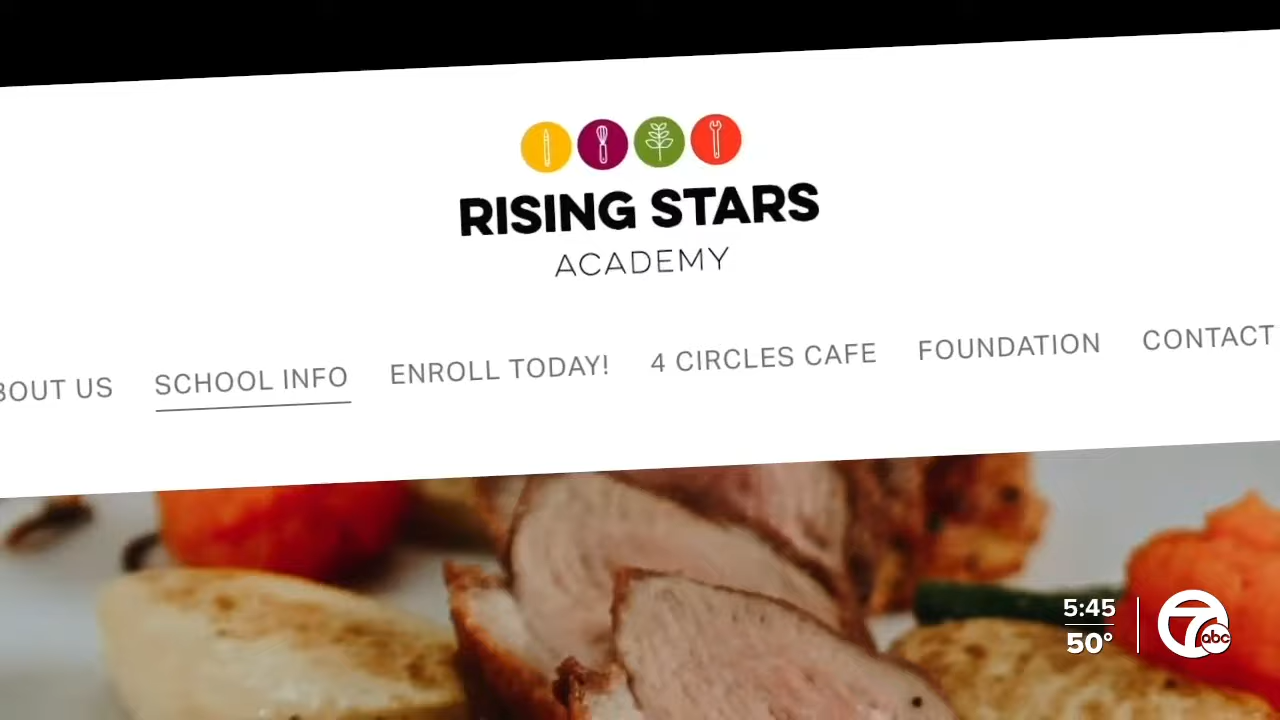 RISING STARS
ACADEMY
BOUT US SCHOOL INFO ENROLL TODAY! 4 CIRCLES CAFE FOUNDATION CONTACT
5:45
50°
7 abc